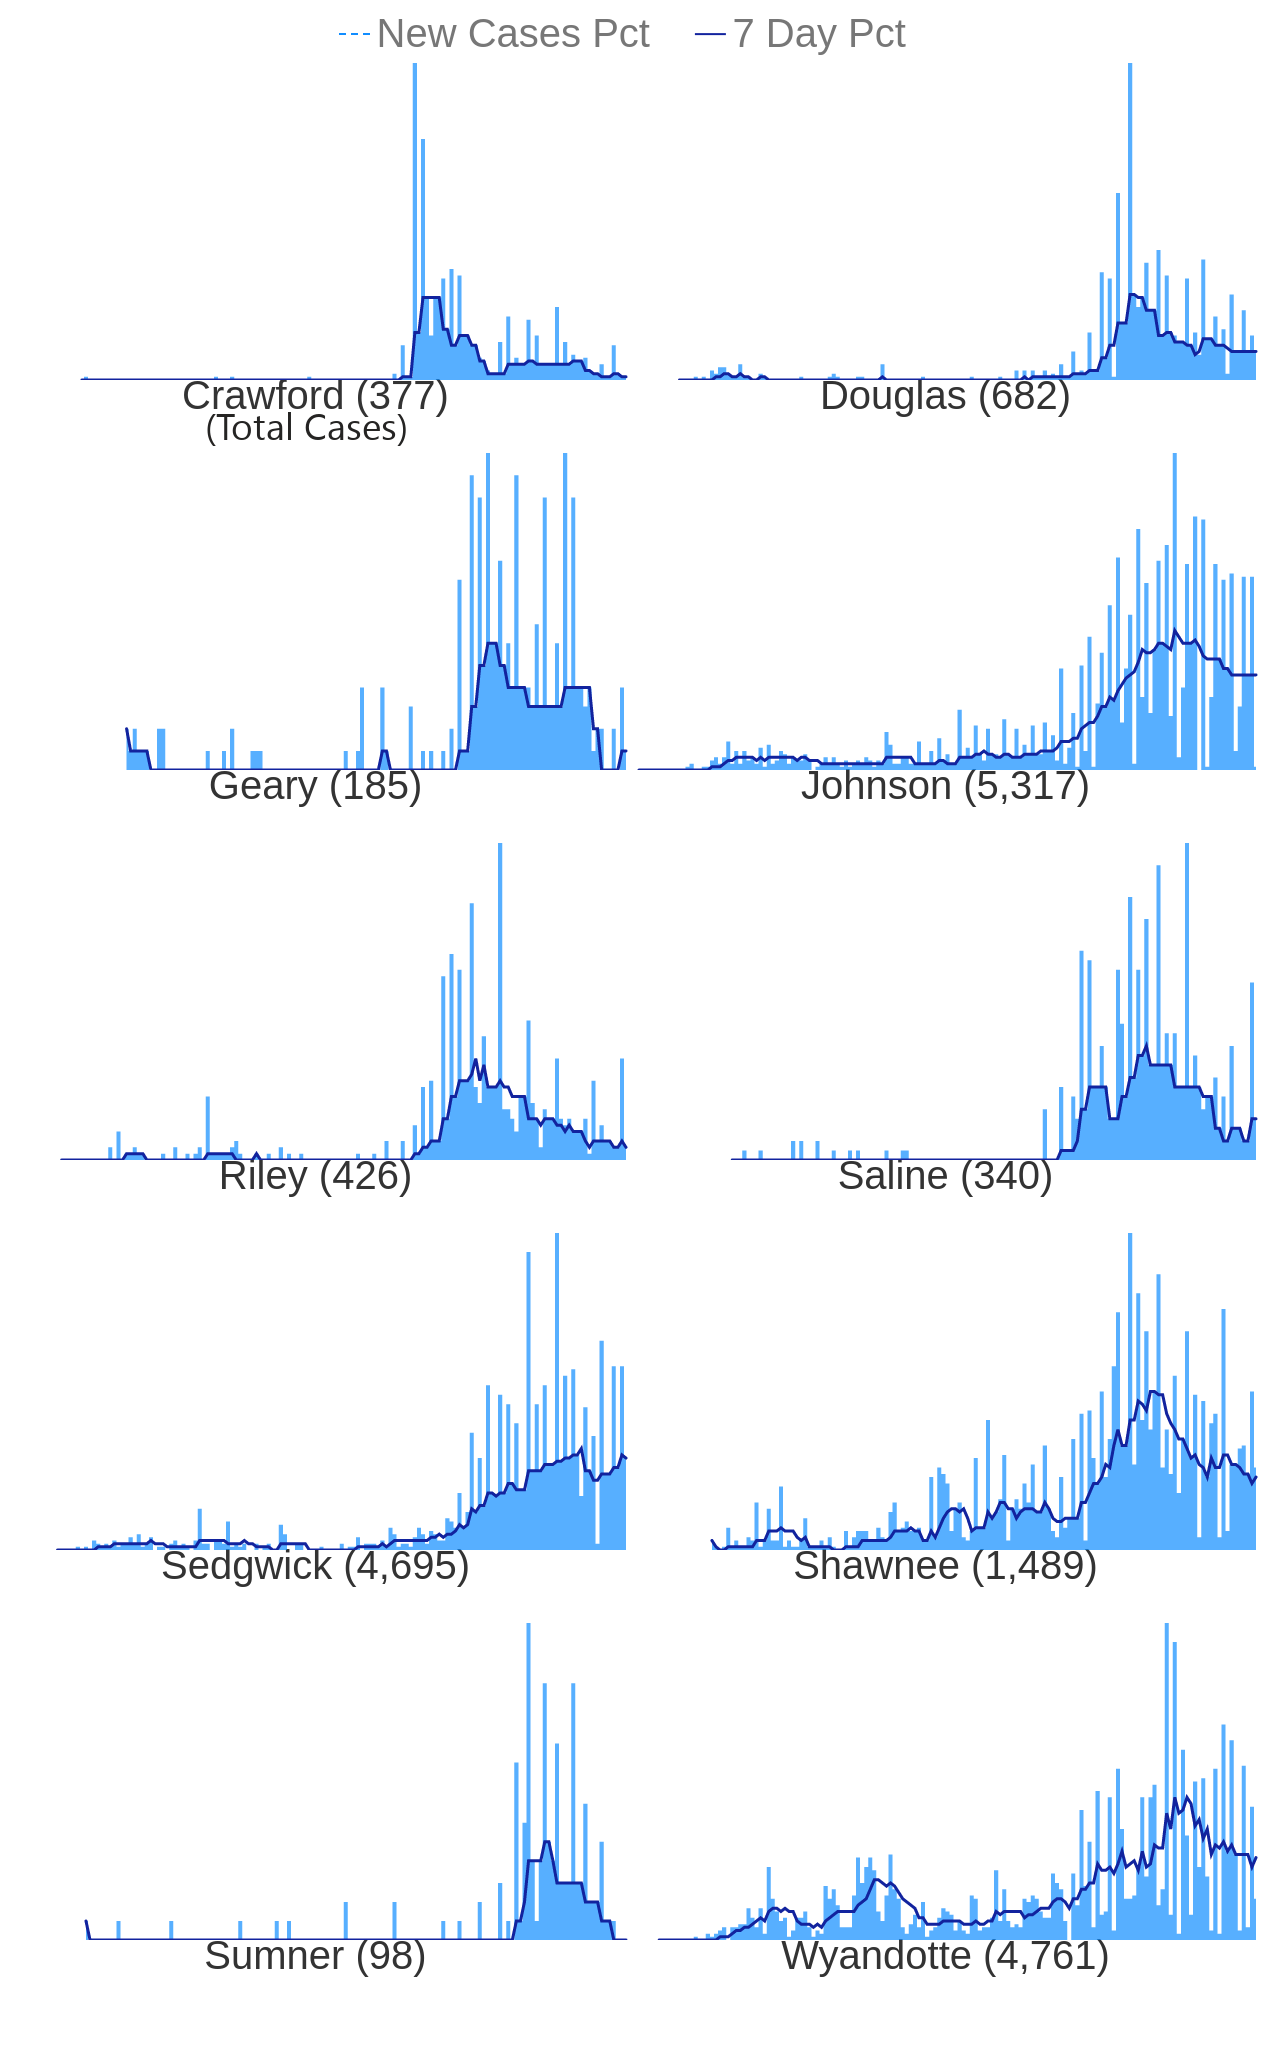 New Cases Pct 7 Day Pct
Crawford (377) Douglas (682)
(Total Cases)
Geary (185) Johnson (5,317)
Riley (426) Saline (340)
Sedgwick (4,695) Shawnee (1,489)
Sumner (98) Wyandotte (4,761)